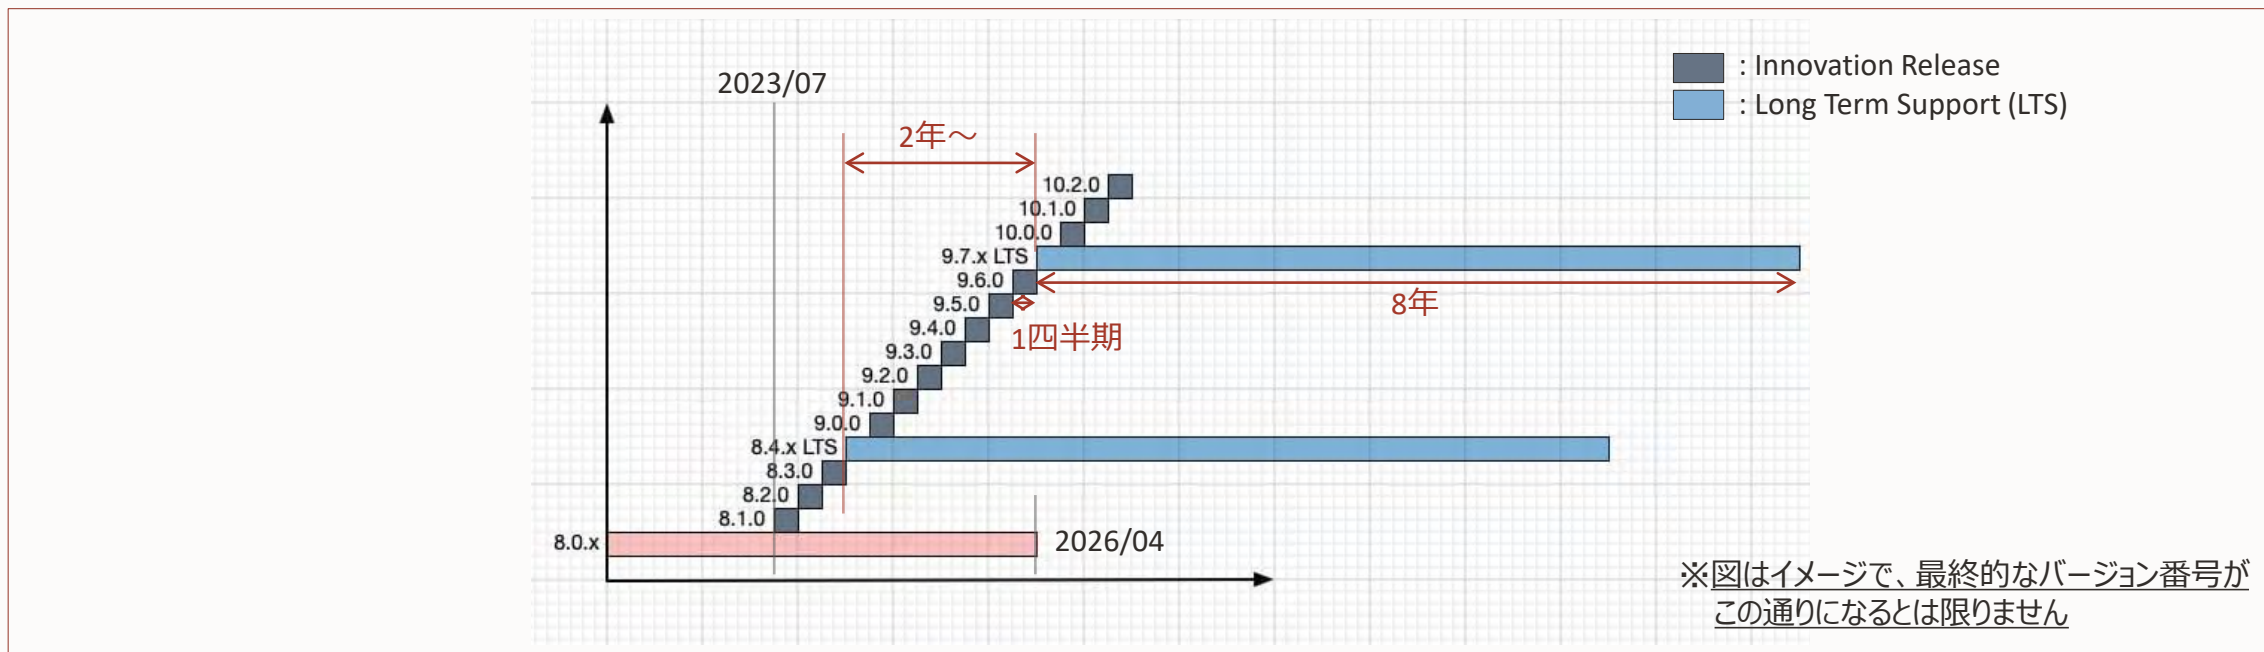 : Innovation Release
: Long Term Support (LTS)
2023/07
2年～
10.2.0
10.1.0
10.0.0
9.7.x LTS
9.6.0
8年
9.5.0
1四半期
9.4.0
9.3.0
9.2.0
9.1.0
9.0.0
8.4.x LTS
8.3.0
8.2.0
8.1.0
8.0.x
2026/04
※図はイメージで、最終的なバージョン番号が
この通りになるとは限りません